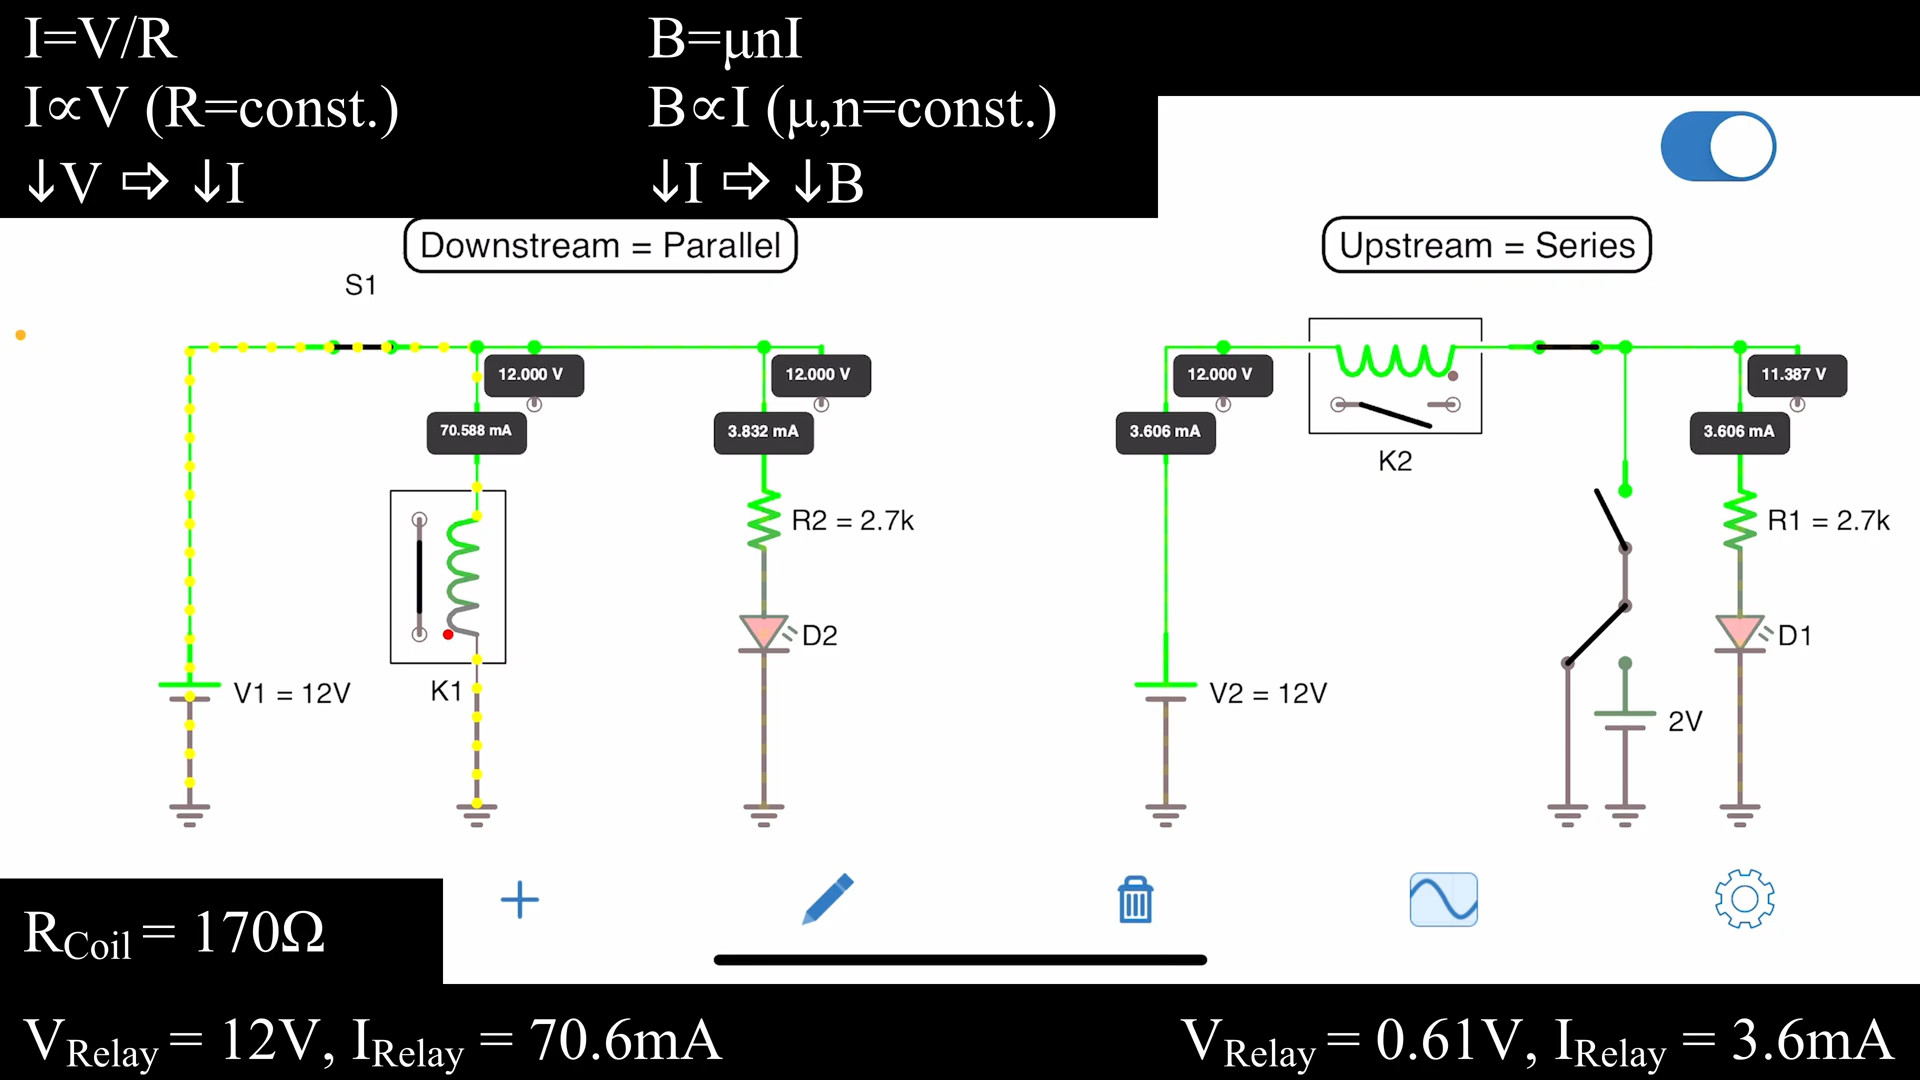 I=V/R
I∝V (R=const.)
↓V ⇨ ↓I
B=μnI
B∝I (μ,n=const.)
↓I ⇨ ↓B
Downstream = Parallel
Upstream = Series
S1
12.000 V
12.000 V
70.588 mA
3.832 mA
R2 = 2.7k
D2
K1
V1 = 12V
12.000 V
11.387 V
3.606 mA
3.606 mA
K2
R1 = 2.7k
D1
V2 = 12V
2V
RCoil = 170Ω
VRelay = 12V, IRelay = 70.6mA
VRelay = 0.61V, IRelay = 3.6mA